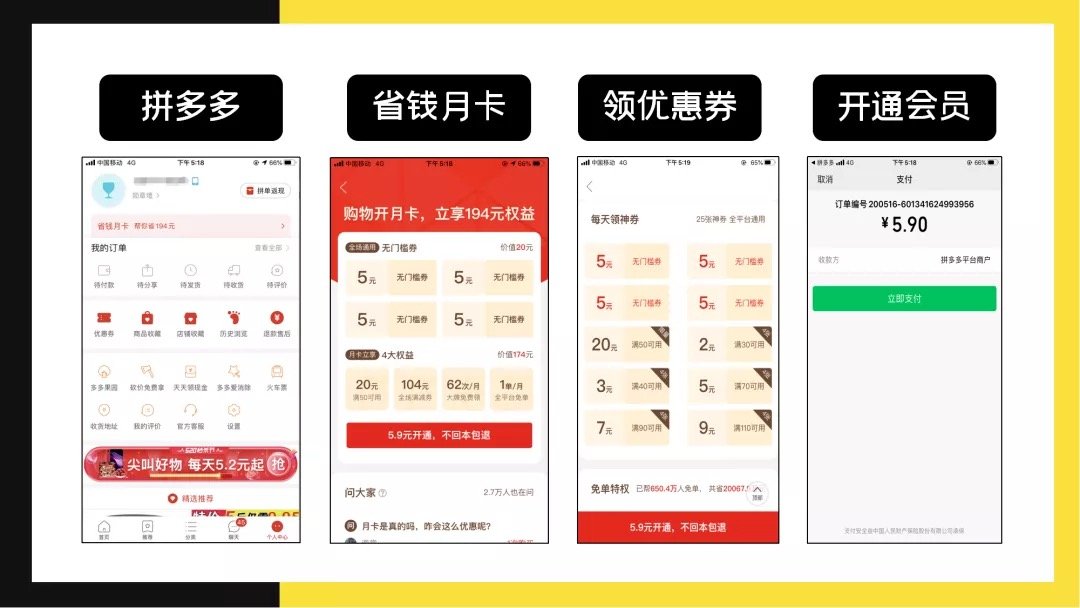 拼多多
省钱月卡
领优惠券
开通会员
中国移动 4G
下午5:18
66%
拼单返现
省钱月卡 帮你省194元
我的订单
查看全部
待付款
待分享
待发货
待收货
待评价
优惠券
商品收藏
店铺收藏
历史浏览
退款售后
多多果园
砍价免费拿
天天领现金
多多爱消除
火车票
收货地址
我的评价
官方客服
设置
尖叫好物 每天5.2元起
抢
精选推荐
首页
推荐
分类
45
聊天
个人中心
中国移动 4G
下午5:18
66%
购物开月卡，立享194元权益
全场通用 无门槛券
价值20元
5元 无门槛券
5元 无门槛券
5元 无门槛券
5元 无门槛券
月卡立享 4大权益
价值174元
20元
满50可用
104元
全场满减券
62次/月
大牌免费领
1单/月
全平台免单
5.9元开通，不回本包退
问大家
2.7万人也在问
问 月卡是真的吗，咋会这么优惠呢？
中国移动 4G
下午5:19
65%
每天领神券
25张神券 全平台通用
5元 无门槛券
5元 无门槛券
5元 无门槛券
5元 无门槛券
20元 满50可用
2元 满30可用
4张
3元 满40可用
4张
5元 满70可用
4张
7元 满90可用
4张
9元 满110可用
4张
免单特权 已帮650.4万人免单，共省20067.9
顶部
5.9元开通，不回本包退
拼多多 4G
下午5:18
66%
取消
支付
订单编号200516-601341624993956
¥5.90
收款方
拼多多平台商户
立即支付
支付安全由中国人民财产保险股份有限公司承保